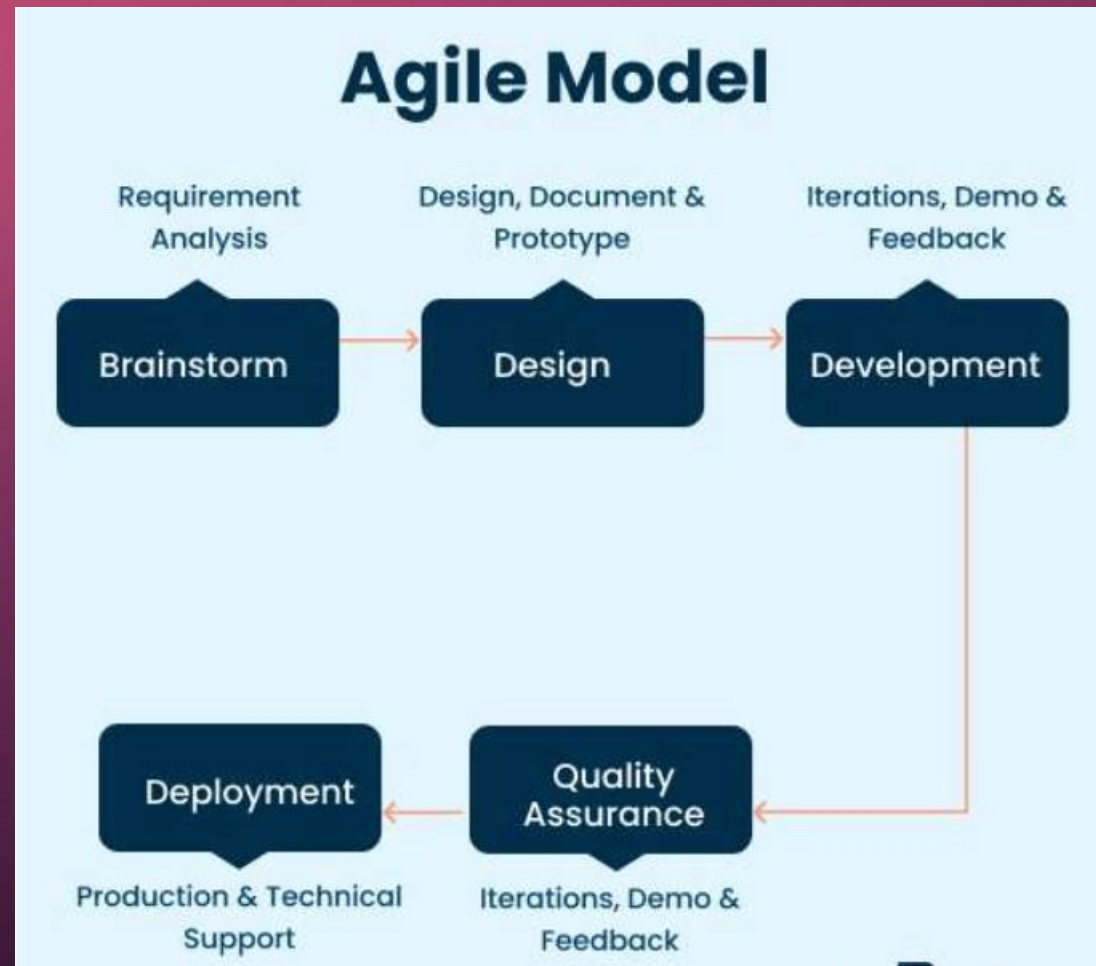 Agile Model
Requirement
Analysis
Design, Document &
Prototype
Iterations, Demo &
Feedback
Brainstorm
Design
Development
Deployment
Quality
Assurance
Production & Technical
Support
Iterations, Demo &
Feedback